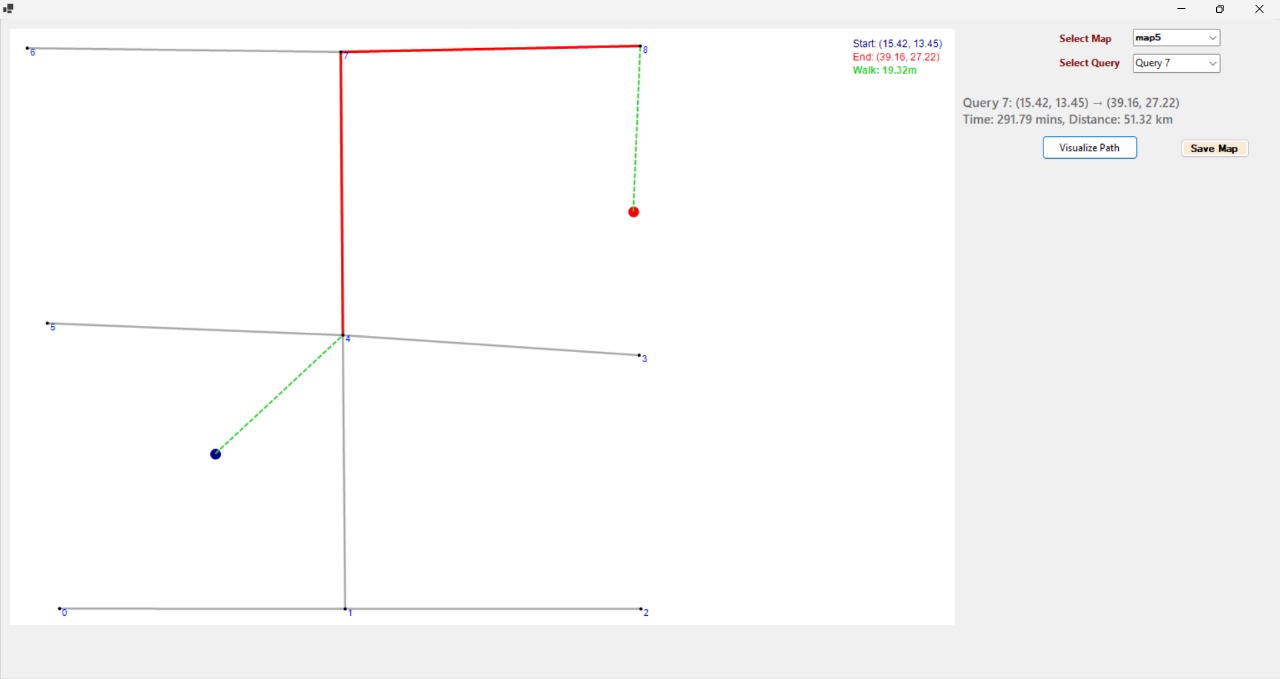 6
7
8
Start: (15.42, 13.45)
End: (39.16, 27.22)
Walk: 19.32m
5
4
3
0
1
2
Select Map
map5
Select Query
Query 7
Query 7: (15.42, 13.45) → (39.16, 27.22)
Time: 291.79 mins, Distance: 51.32 km
Visualize Path
Save Map